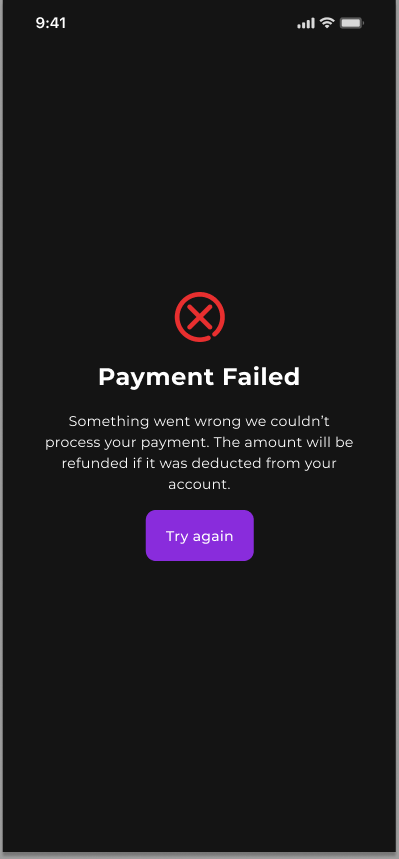 9:41
Payment Failed
Something went wrong we couldn’t
process your payment. The amount will be
refunded if it was deducted from your
account.
Try again